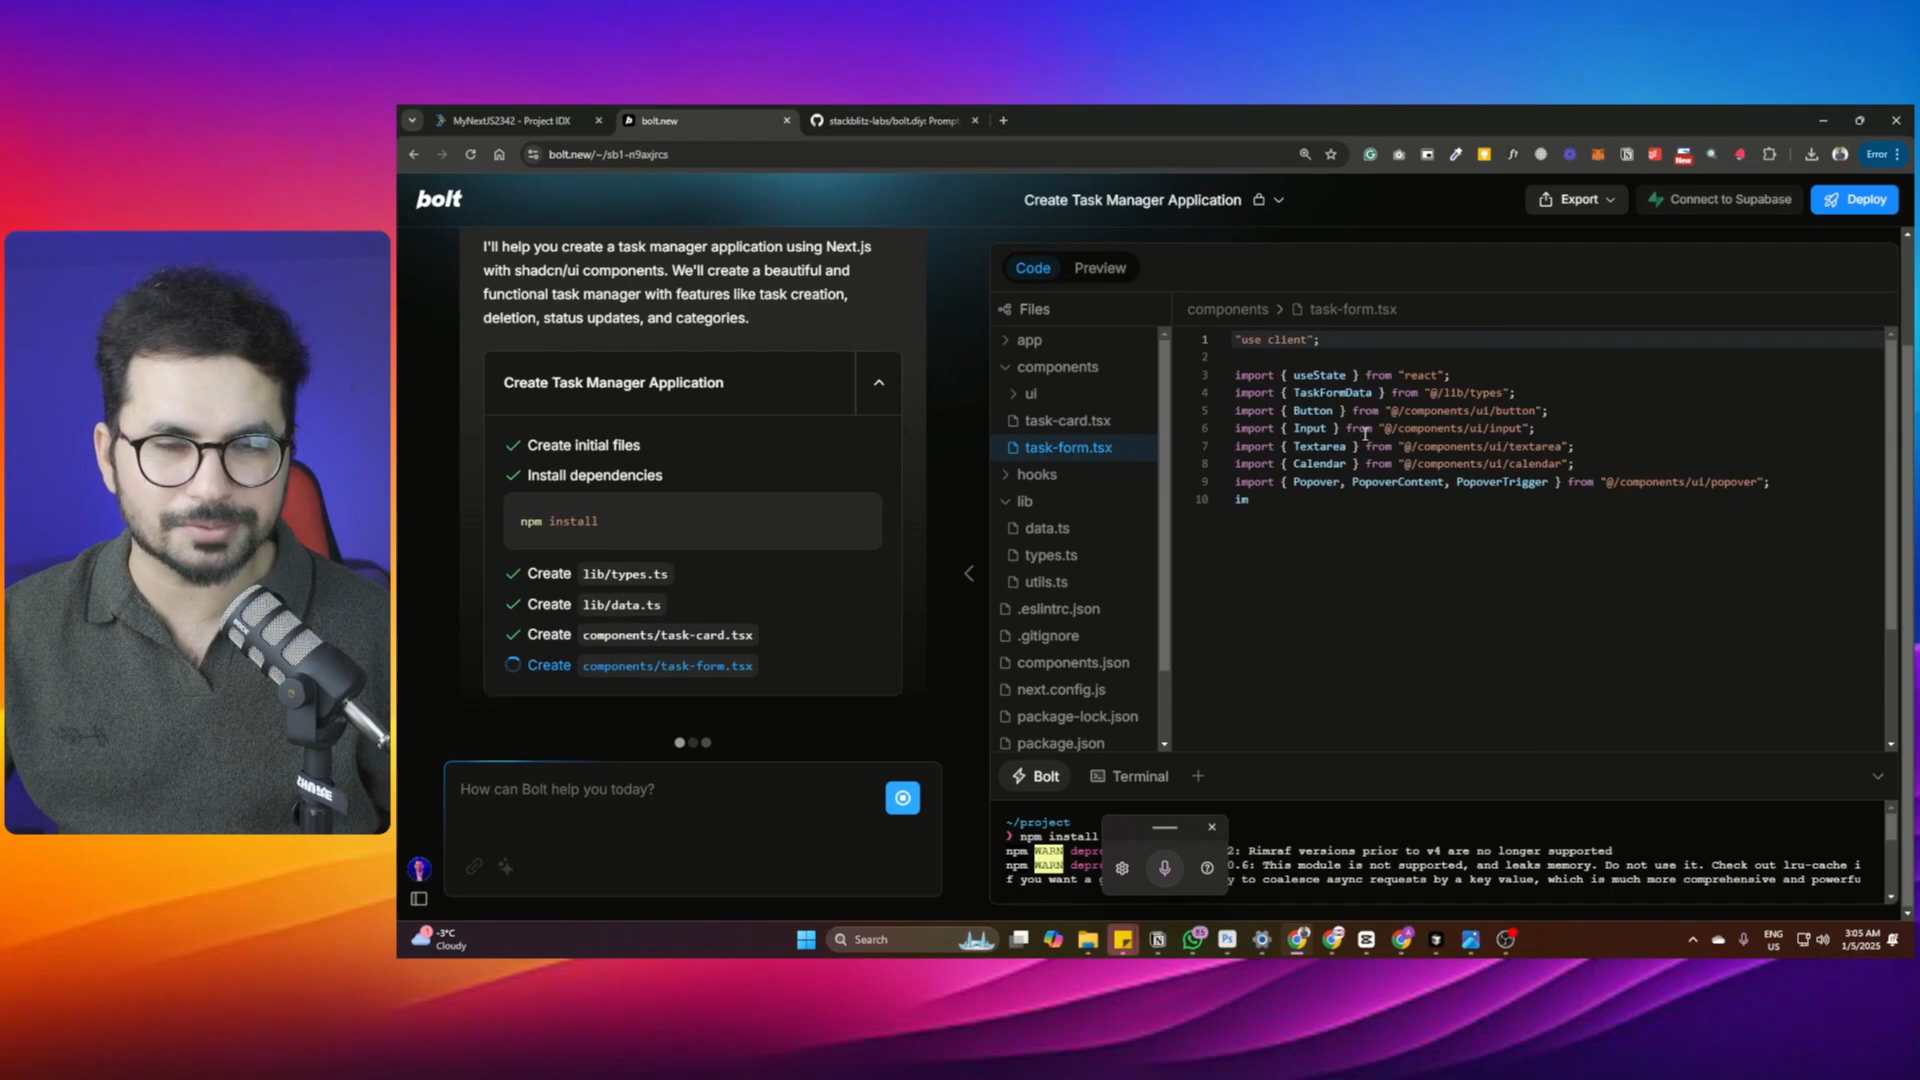 MyNextJS2342 - Project IDX
bolt.new
stackblitz-labs/bolt.diy: Prompt
bolt.new/~/sb1-n9axjrcs
New
Error
bolt
Create Task Manager Application
Export
Connect to Supabase
Deploy
I'll help you create a task manager application using Next.js
with shadcn/ui components. We'll create a beautiful and
functional task manager with features like task creation,
deletion, status updates, and categories.
Create Task Manager Application
Create initial files
Install dependencies
npm install
Create lib/types.ts
Create lib/data.ts
Create components/task-card.tsx
Create components/task-form.tsx
How can Bolt help you today?
Code Preview
Files
app
components
ui
task-card.tsx
task-form.tsx
hooks
lib
data.ts
types.ts
utils.ts
.eslintrc.json
.gitignore
components.json
next.config.js
package-lock.json
package.json
components > task-form.tsx
1 "use client";
2
3 import { useState } from "react";
4 import { TaskFormData } from "@/lib/types";
5 import { Button } from "@/components/ui/button";
6 import { Input } from "@/components/ui/input";
7 import { Textarea } from "@/components/ui/textarea";
8 import { Calendar } from "@/components/ui/calendar";
9 import { Popover, PopoverContent, PopoverTrigger } from "@/components/ui/popover";
10 im
Bolt Terminal
~/project
❯ npm install
npm WARN depre 2: Rimraf versions prior to v4 are no longer supported
npm WARN depre 0.6: This module is not supported, and leaks memory. Do not use it. Check out lru-cache i
f you want a g y to coalesce async requests by a key value, which is much more comprehensive and powerfu
-3°C
Cloudy
Search
85
Ps
ENG
US
3:05 AM
1/5/2025